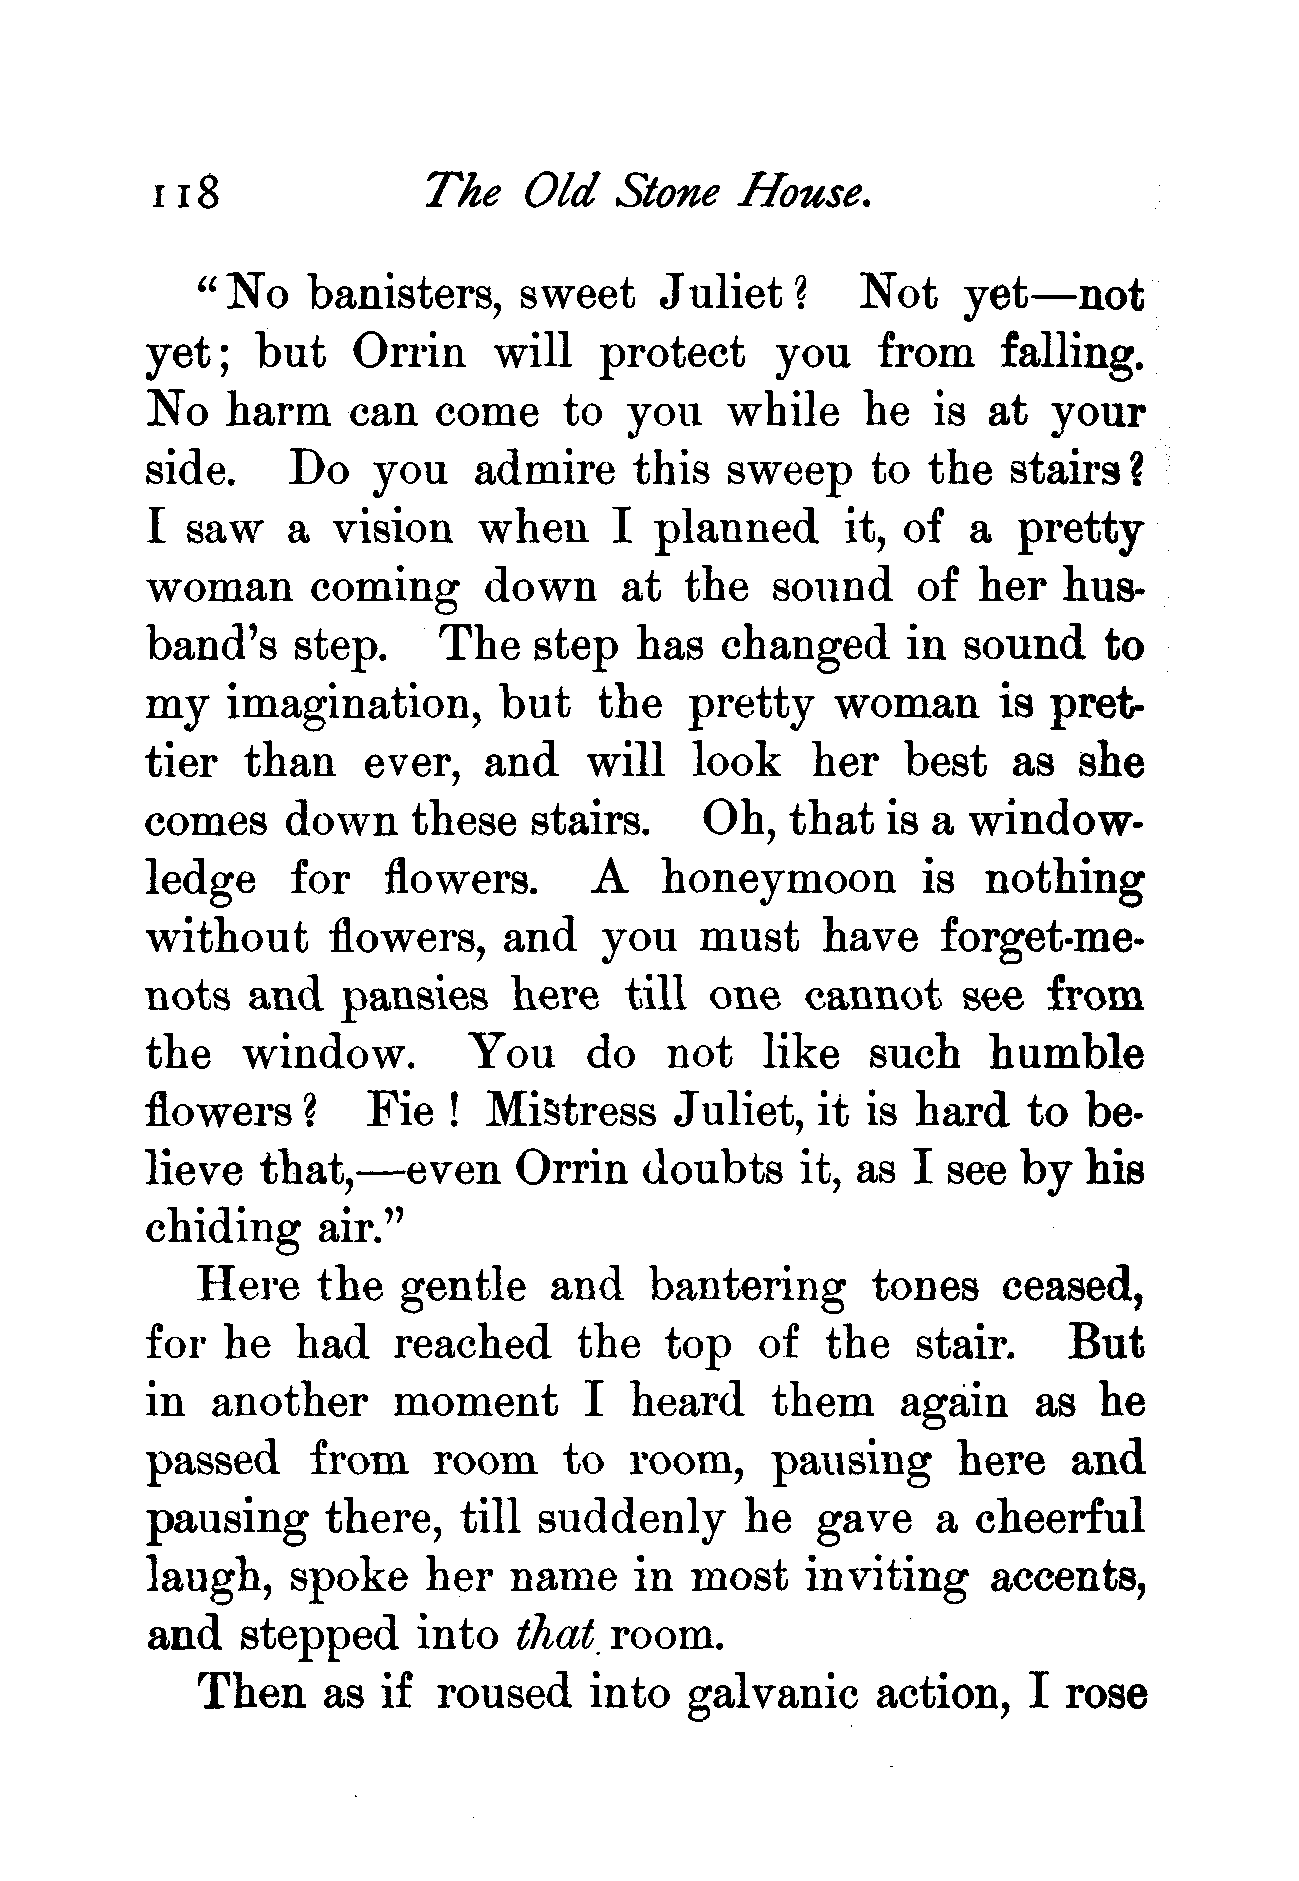 118 The Old Stone House.
“No banisters, sweet Juliet? Not yet—not
yet; but Orrin will protect you from falling.
No harm can come to you while he is at your
side. Do you admire this sweep to the stairs?
I saw a vision when I planned it, of a pretty
woman coming down at the sound of her hus-
band’s step. The step has changed in sound to
my imagination, but the pretty woman is pret-
tier than ever, and will look her best as she
comes down these stairs. Oh, that is a window-
ledge for flowers. A honeymoon is nothing
without flowers, and you must have forget-me-
nots and pansies here till one cannot see from
the window. You do not like such humble
flowers? Fie! Mistress Juliet, it is hard to be-
lieve that,—even Orrin doubts it, as I see by his
chiding air.”
Here the gentle and bantering tones ceased,
for he had reached the top of the stair. But
in another moment I heard them again as he
passed from room to room, pausing here and
pausing there, till suddenly he gave a cheerful
laugh, spoke her name in most inviting accents,
and stepped into that room.
Then as if roused into galvanic action, I rose